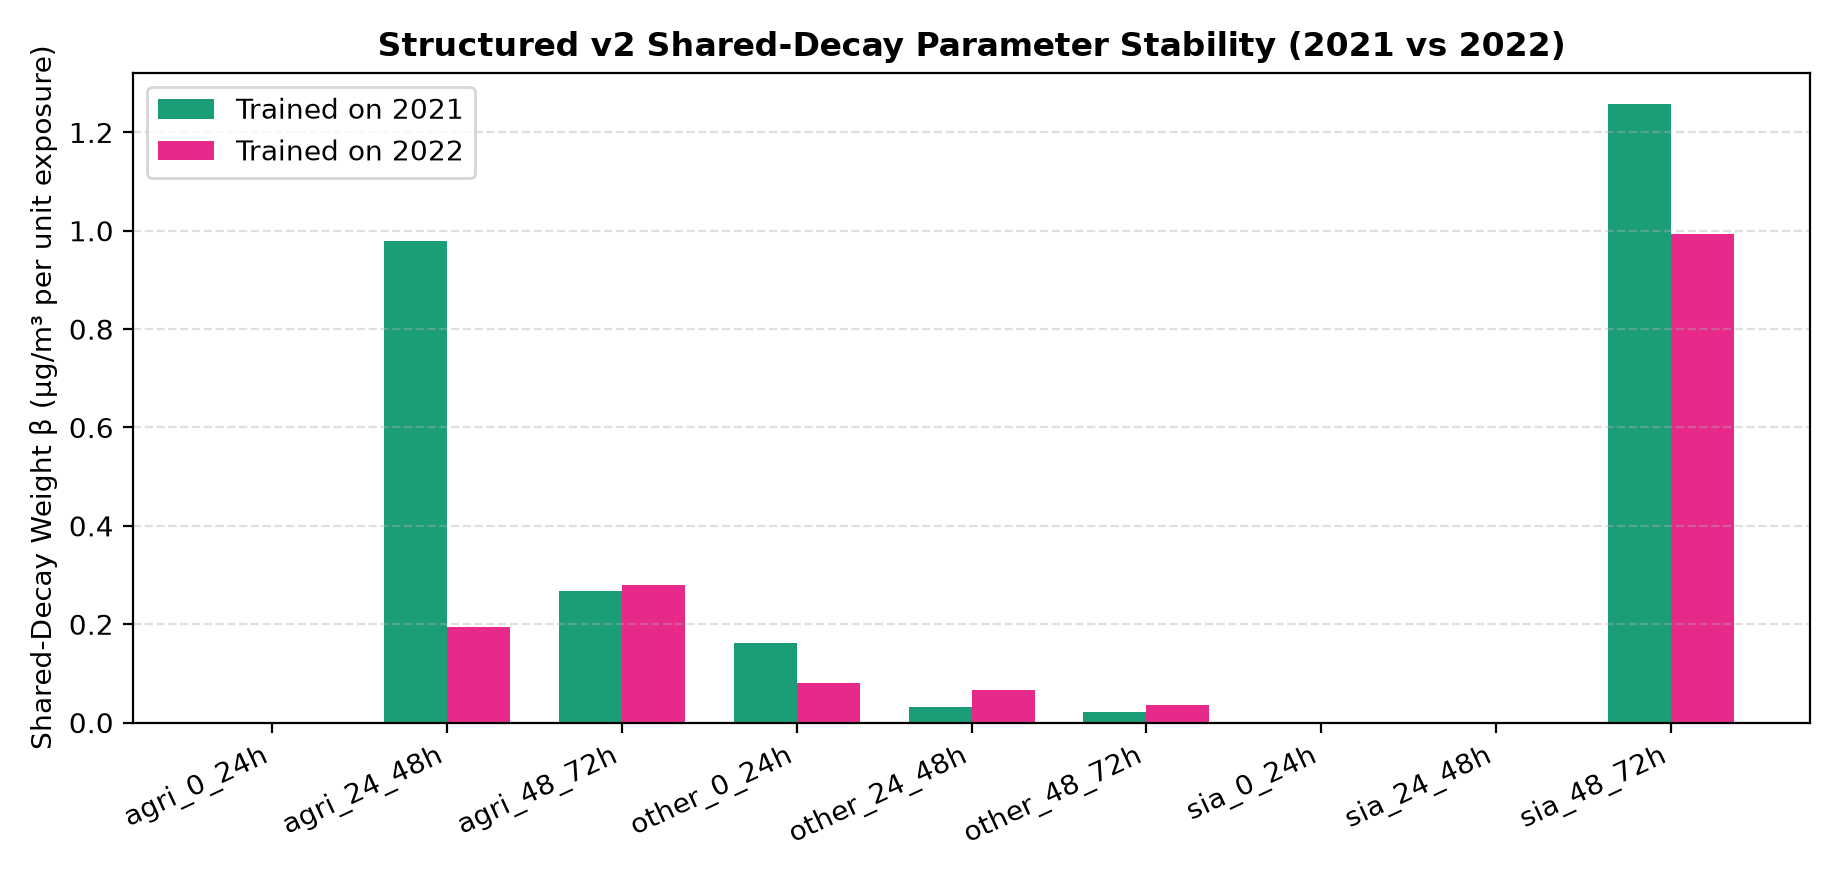 Structured v2 Shared-Decay Parameter Stability (2021 vs 2022)
Shared-Decay Weight β (µg/m³ per unit exposure)
Trained on 2021
Trained on 2022
1.2
1.0
0.8
0.6
0.4
0.2
0.0
agri_0_24h
agri_24_48h
agri_48_72h
other_0_24h
other_24_48h
other_48_72h
sia_0_24h
sia_24_48h
sia_48_72h